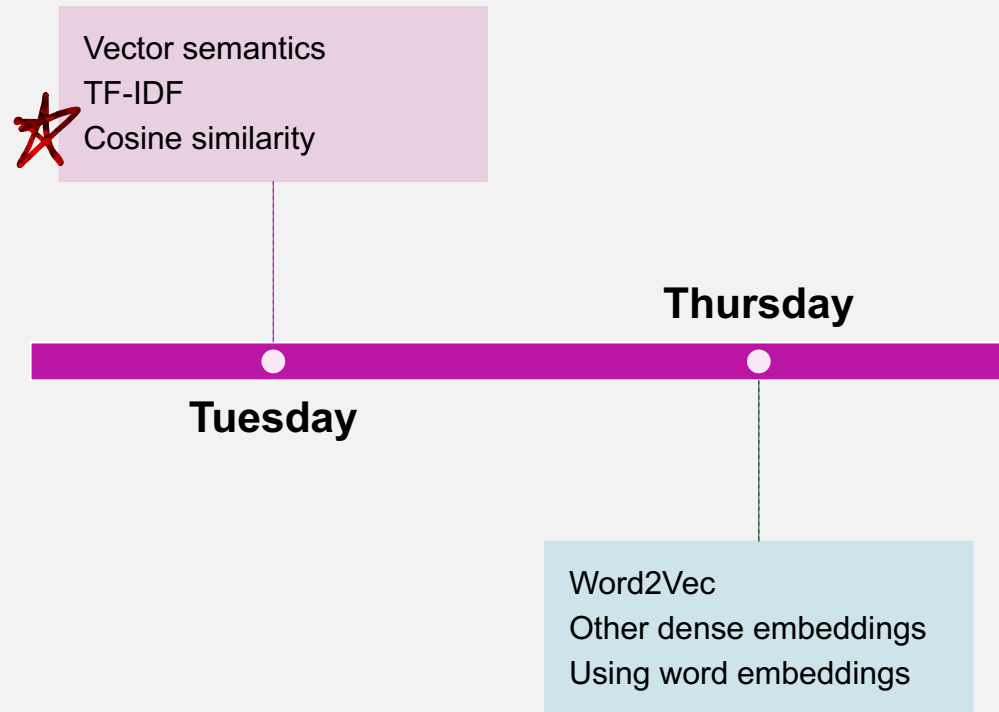 Vector semantics
TF-IDF
Cosine similarity
Thursday
Tuesday
Word2Vec
Other dense embeddings
Using word embeddings